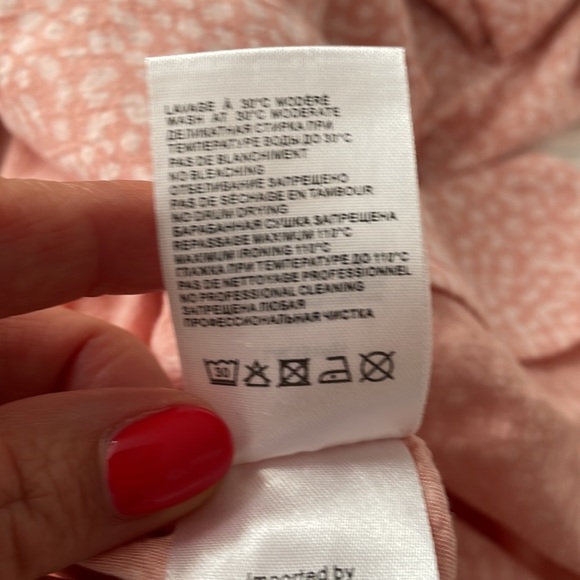 LAVAGE À 30°C MODÉRÉ
WASH AT 30°C MODERATE
ДЕЛИКАТНАЯ СТИРКА ПРИ
ТЕМПЕРАТУРЕ ВОДЫ ДО 30°C
PAS DE BLANCHIMENT
NO BLEACHING
ОТБЕЛИВАНИЕ ЗАПРЕЩЕНО
PAS DE SÉCHAGE EN TAMBOUR
NO DRUM DRYING
БАРАБАННАЯ СУШКА ЗАПРЕЩЕНА
REPASSAGE MAXIMUM 110°C
MAXIMUM IRONING 110°C
ГЛАЖКА ПРИ ТЕМПЕРАТУРЕ ДО 110°C
PAS DE NETTOYAGE PROFESSIONNEL
NO PROFESSIONAL CLEANING
ЗАПРЕЩЕНА ЛЮБАЯ
ПРОФЕССИОНАЛЬНАЯ ЧИСТКА
30
Imported by